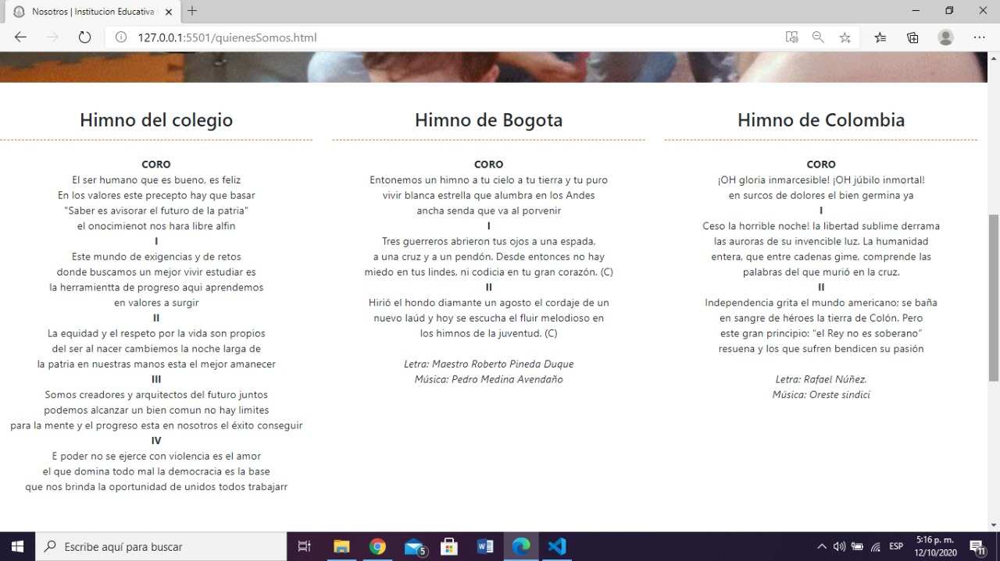 Nosotros | Institucion Educativa
127.0.0.1:5501/quienesSomos.html
Himno del colegio
CORO
El ser humano que es bueno, es feliz
En los valores este precepto hay que basar
"Saber es avisorar el futuro de la patria"
el onocimienot nos hara libre alfin
I
Este mundo de exigencias y de retos
donde buscamos un mejor vivir estudiar es
la herramientta de progreso aqui aprendemos
en valores a surgir
II
La equidad y el respeto por la vida son propios
del ser al nacer cambiemos la noche larga de
la patria en nuestras manos esta el mejor amanecer
III
Somos creadores y arquitectos del futuro juntos
podemos alcanzar un bien comun no hay limites
para la mente y el progreso esta en nosotros el éxito conseguir
IV
E poder no se ejerce con violencia es el amor
el que domina todo mal la democracia es la base
que nos brinda la oportunidad de unidos todos trabajarr
Himno de Bogota
CORO
Entonemos un himno a tu cielo a tu tierra y tu puro
vivir blanca estrella que alumbra en los Andes
ancha senda que va al porvenir
I
Tres guerreros abrieron tus ojos a una espada,
a una cruz y a un pendón. Desde entonces no hay
miedo en tus lindes, ni codicia en tu gran corazón. (C)
II
Hirió el hondo diamante un agosto el cordaje de un
nuevo laúd y hoy se escucha el fluir melodioso en
los himnos de la juventud. (C)
Letra: Maestro Roberto Pineda Duque
Música: Pedro Medina Avendaño
Himno de Colombia
CORO
¡OH gloria inmarcesible! ¡OH júbilo inmortal!
en surcos de dolores el bien germina ya
I
Ceso la horrible noche! la libertad sublime derrama
las auroras de su invencible luz. La humanidad
entera, que entre cadenas gime, comprende las
palabras del que murió en la cruz.
II
Independencia grita el mundo americano; se baña
en sangre de héroes la tierra de Colón. Pero
este gran principio: “el Rey no es soberano”
resuena y los que sufren bendicen su pasión
Letra: Rafael Núñez.
Música: Oreste sindici
Escribe aquí para buscar
5
ESP
5:16 p. m.
12/10/2020
11